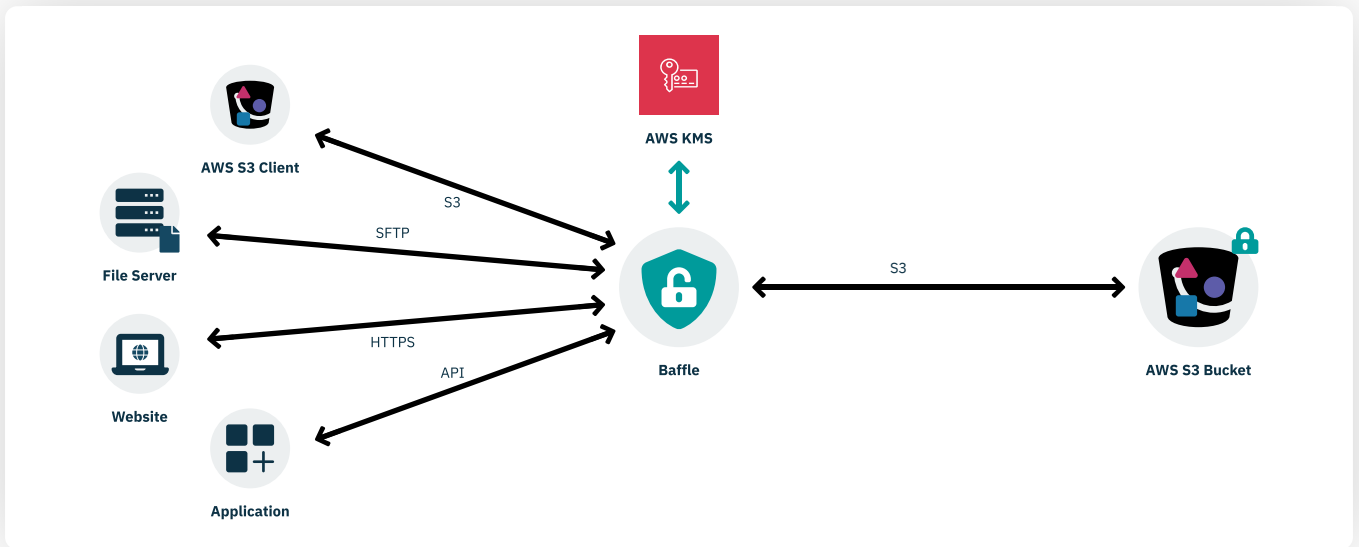 AWS KMS
AWS S3 Client
S3
SFTP
File Server
S3
HTTPS
Baffle
AWS S3 Bucket
API
Website
Application